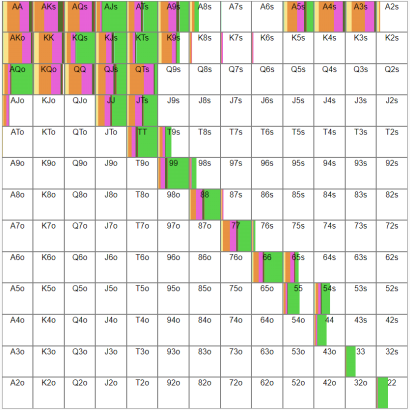 AA AKs AQs AJs ATs A9s A8s A7s A6s A5s A4s A3s A2s
AKo KK KQs KJs KTs K9s K8s K7s K6s K5s K4s K3s K2s
AQo KQo QQ QJs QTs Q9s Q8s Q7s Q6s Q5s Q4s Q3s Q2s
AJo KJo QJo JJ JTs J9s J8s J7s J6s J5s J4s J3s J2s
ATo KTo QTo JTo TT T9s T8s T7s T6s T5s T4s T3s T2s
A9o K9o Q9o J9o T9o 99 98s 97s 96s 95s 94s 93s 92s
A8o K8o Q8o J8o T8o 98o 88 87s 86s 85s 84s 83s 82s
A7o K7o Q7o J7o T7o 97o 87o 77 76s 75s 74s 73s 72s
A6o K6o Q6o J6o T6o 96o 86o 76o 66 65s 64s 63s 62s
A5o K5o Q5o J5o T5o 95o 85o 75o 65o 55 54s 53s 52s
A4o K4o Q4o J4o T4o 94o 84o 74o 64o 54o 44 43s 42s
A3o K3o Q3o J3o T3o 93o 83o 73o 63o 53o 43o 33 32s
A2o K2o Q2o J2o T2o 92o 82o 72o 62o 52o 42o 32o 22